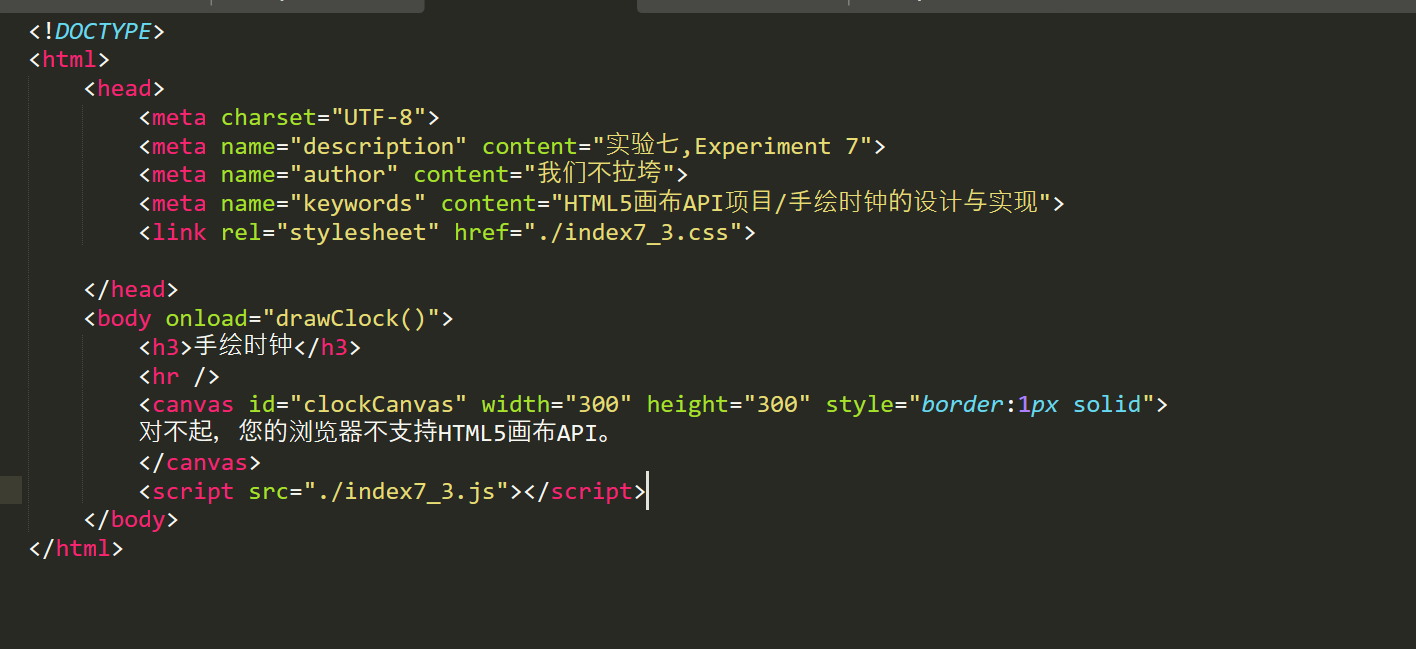 <!DOCTYPE>
<html>
<head>
<meta charset="UTF-8">
<meta name="description" content="实验七,Experiment 7">
<meta name="author" content="我们不拉垮">
<meta name="keywords" content="HTML5画布API项目/手绘时钟的设计与实现">
<link rel="stylesheet" href="./index7_3.css">
</head>
<body onload="drawClock()">
<h3>手绘时钟</h3>
<hr />
<canvas id="clockCanvas" width="300" height="300" style="border:1px solid">
对不起，您的浏览器不支持HTML5画布API。
</canvas>
<script src="./index7_3.js"></script>
</body>
</html>